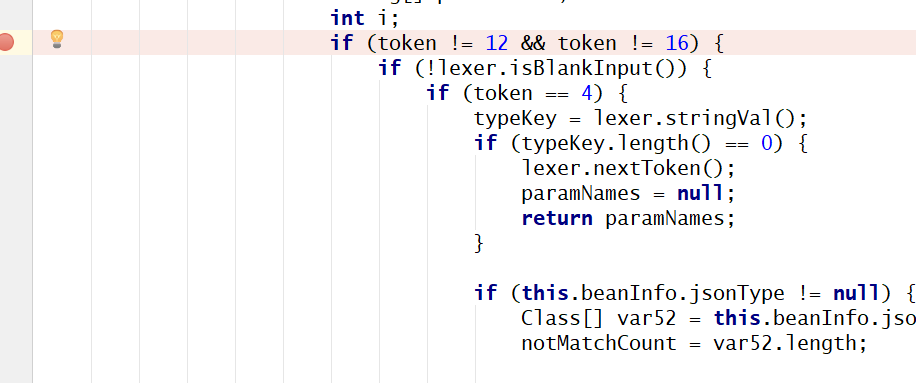 int i;
if (token != 12 && token != 16) {
if (!lexer.isBlankInput()) {
if (token == 4) {
typeKey = lexer.stringVal();
if (typeKey.length() == 0) {
lexer.nextToken();
paramNames = null;
return paramNames;
}
if (this.beanInfo.jsonType != null) {
Class[] var52 = this.beanInfo.jso
notMatchCount = var52.length;